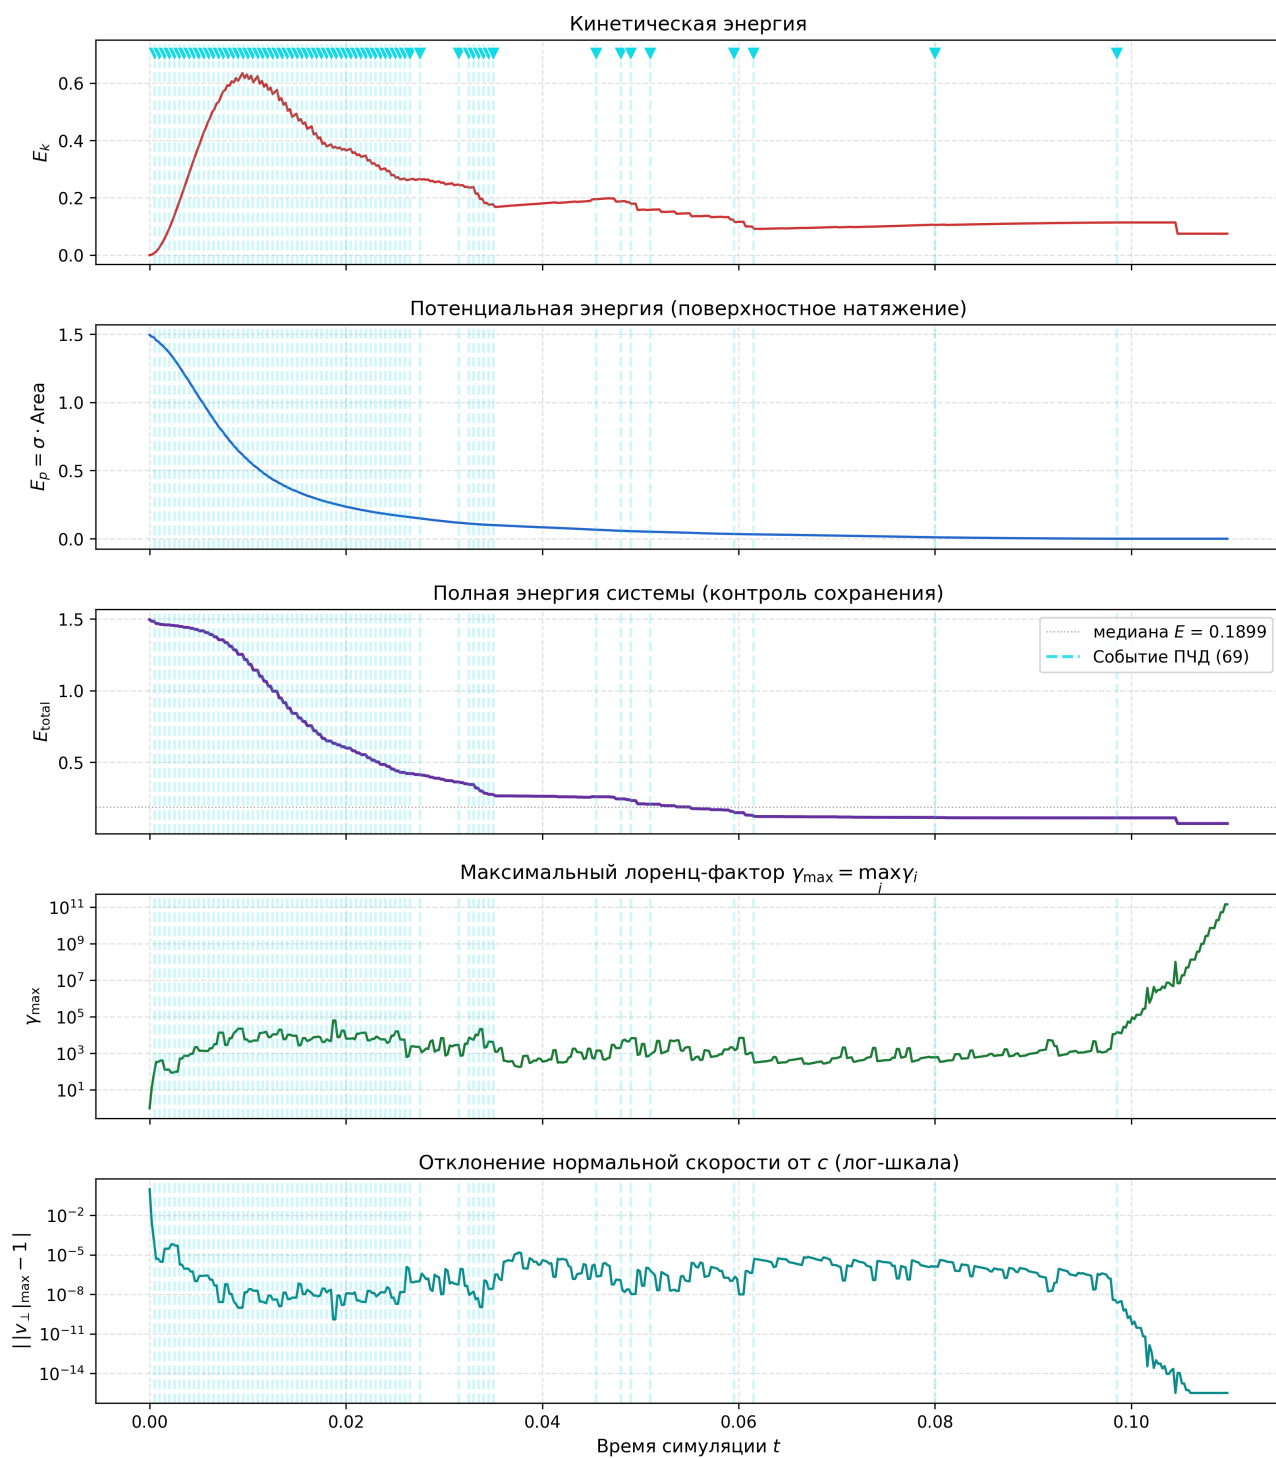 Кинетическая энергия
0.6
0.4
0.2
0.0
E_k
Потенциальная энергия (поверхностное натяжение)
1.5
1.0
0.5
0.0
E_p = σ · Area
Полная энергия системы (контроль сохранения)
1.5
1.0
0.5
E_total
медиана E = 0.1899
Событие ПЧД (69)
Максимальный лоренц-фактор γ_max = max_i γ_i
10^11
10^9
10^7
10^5
10^3
10^1
γ_max
Отклонение нормальной скорости от c (лог-шкала)
10^−2
10^−5
10^−8
10^−11
10^−14
||v_⊥|_max − 1|
0.00 0.02 0.04 0.06 0.08 0.10
Время симуляции t